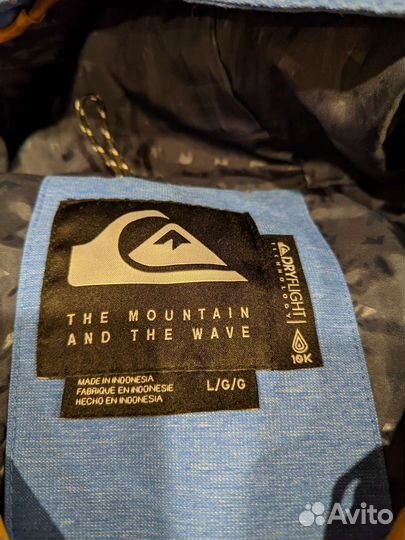 THE MOUNTAIN
AND THE WAVE
DRYFLIGHT
TECHNOLOGY
10K
MADE IN INDONESIA
FABRIQUE EN INDONESIE
HECHO EN INDONESIA
L/G/G
Avito